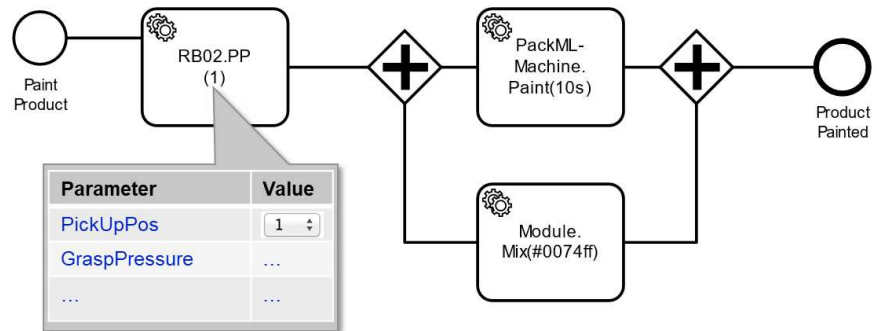 Paint
Product
RB02.PP
(1)
PackML-
Machine.
Paint(10s)
Product
Painted
Module.
Mix(#0074ff)
Parameter Value
PickUpPos 1
GraspPressure ...
... ...